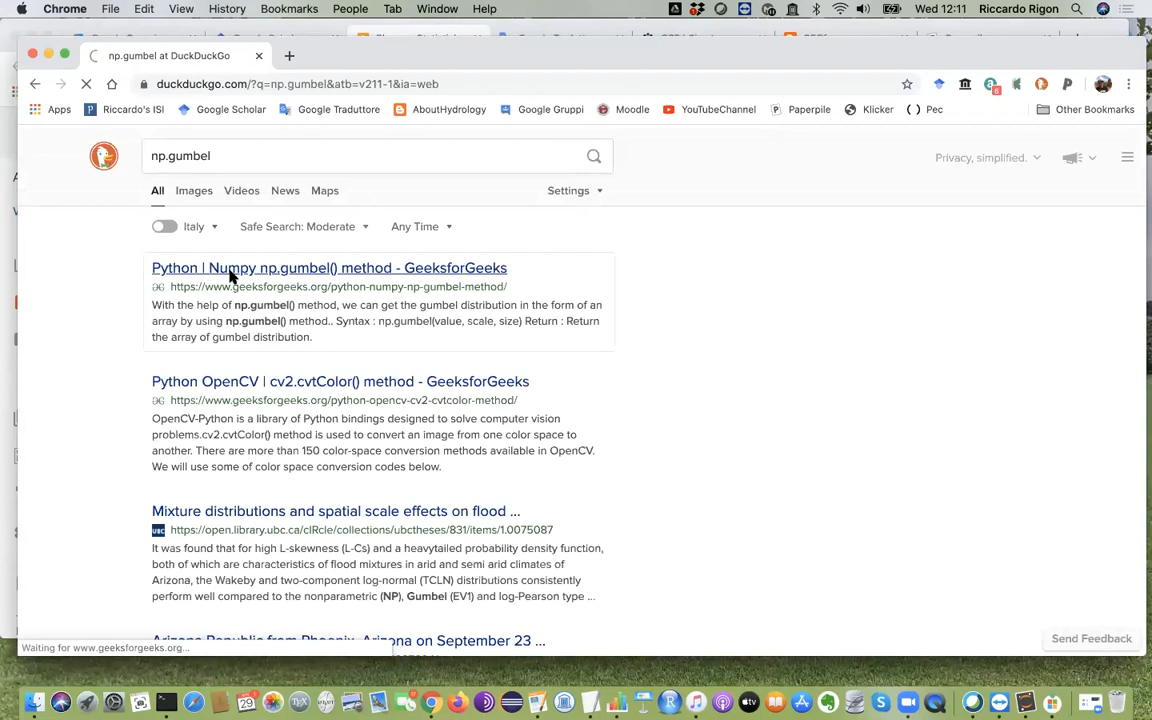 Chrome File Edit View History Bookmarks People Tab Window Help Wed 12:11 Riccardo Rigon
np.gumbel at DuckDuckGo
duckduckgo.com/?q=np.gumbel&atb=v211-1&ia=web
Apps Riccardo's ISI Google Scholar Google Traduttore AboutHydrology Google Gruppi Moodle YouTubeChannel Paperpile Klicker Pec Other Bookmarks
np.gumbel
Privacy, simplified.
All Images Videos News Maps Settings
Italy Safe Search: Moderate Any Time
Python | Numpy np.gumbel() method - GeeksforGeeks
https://www.geeksforgeeks.org/python-numpy-np-gumbel-method/
With the help of np.gumbel() method, we can get the gumbel distribution in the form of an
array by using np.gumbel() method.. Syntax : np.gumbel(value, scale, size) Return : Return
the array of gumbel distribution.
Python OpenCV | cv2.cvtColor() method - GeeksforGeeks
https://www.geeksforgeeks.org/python-opencv-cv2-cvtcolor-method/
OpenCV-Python is a library of Python bindings designed to solve computer vision
problems.cv2.cvtColor() method is used to convert an image from one color space to
another. There are more than 150 color-space conversion methods available in OpenCV.
We will use some of color space conversion codes below.
Mixture distributions and spatial scale effects on flood ...
UBC https://open.library.ubc.ca/cIRcle/collections/ubctheses/831/items/1.0075087
It was found that for high L-skewness (L-Cs) and a heavytailed probability density function,
both of which are characteristics of flood mixtures in arid and semi arid climates of
Arizona, the Wakeby and two-component log-normal (TCLN) distributions consistently
perform well compared to the nonparametric (NP), Gumbel (EV1) and log-Pearson type ...
Arizona Republic from Phoenix, Arizona on September 23 ...
Send Feedback
Waiting for www.geeksforgeeks.org...